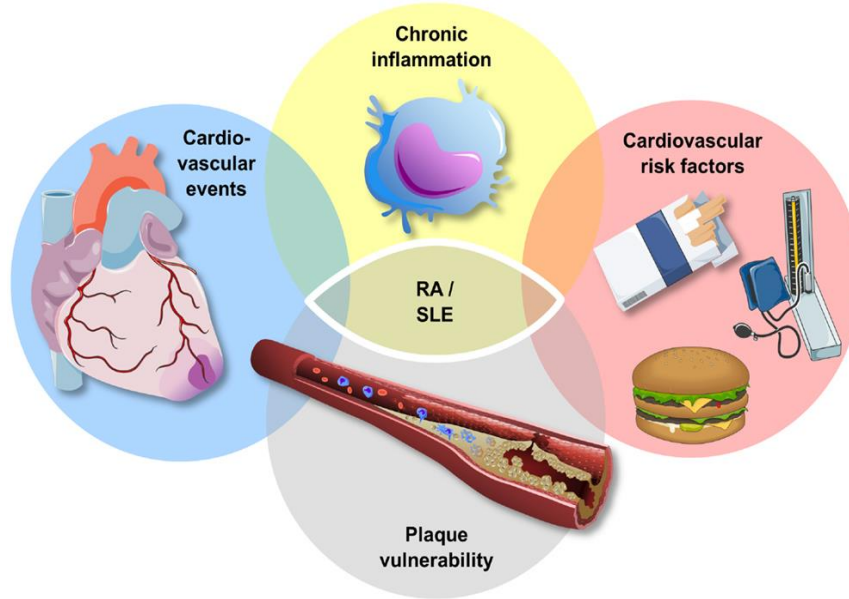 Chronic
inflammation
Cardio-
vascular
events
Cardiovascular
risk factors
RA /
SLE
Plaque
vulnerability